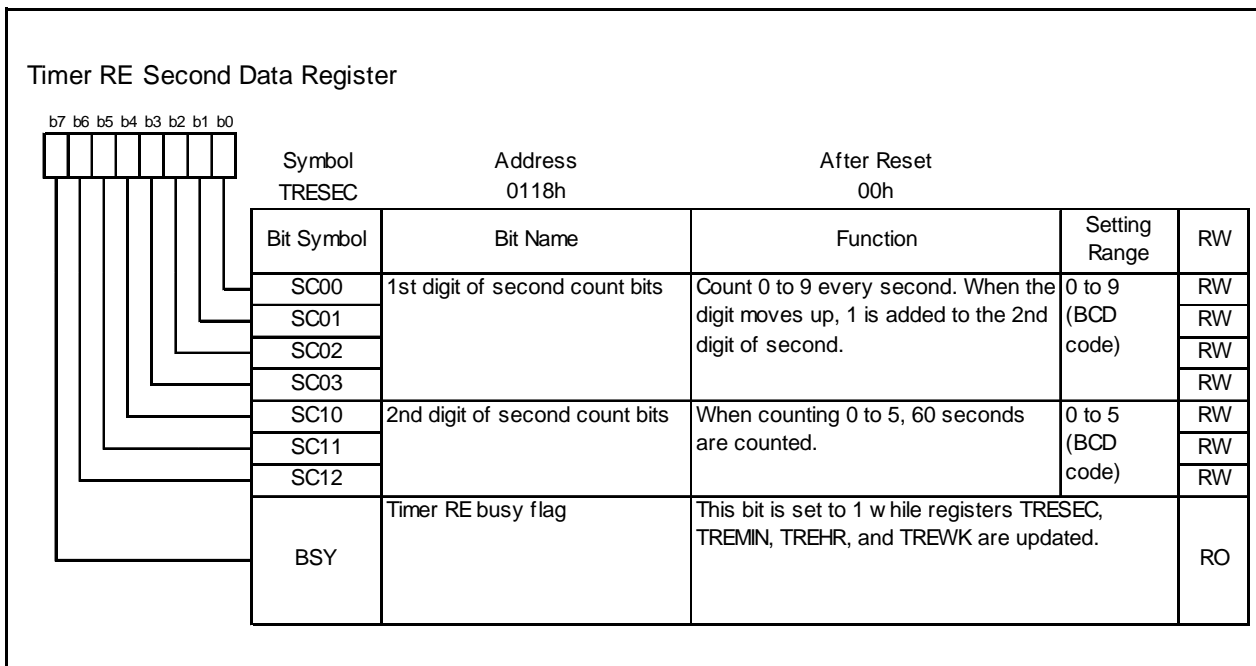 Timer RE Second Data Register
b7 b6 b5 b4 b3 b2 b1 b0
Symbol Address After Reset
TRESEC 0118h 00h
Bit Symbol Bit Name Function Setting Range RW
SC00 1st digit of second count bits Count 0 to 9 every second. When the 0 to 9 RW
SC01 digit moves up, 1 is added to the 2nd (BCD RW
SC02 digit of second. code) RW
SC03 RW
SC10 2nd digit of second count bits When counting 0 to 5, 60 seconds 0 to 5 RW
SC11 are counted. (BCD RW
SC12 code) RW
Timer RE busy flag This bit is set to 1 w hile registers TRESEC,
TREMIN, TREHR, and TREWK are updated.
BSY RO